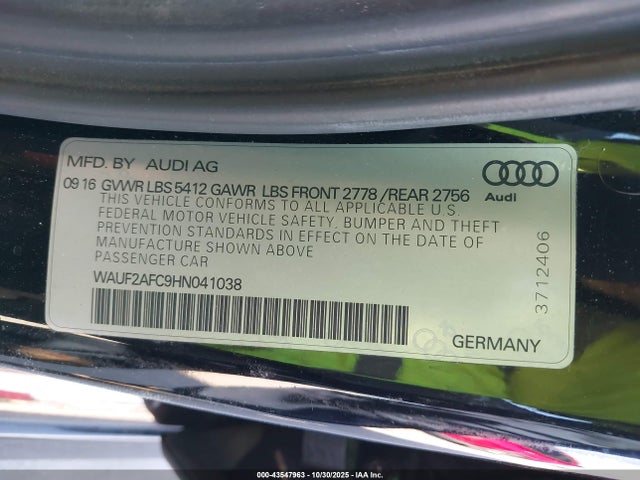 MFD. BY AUDI AG
09 16 GVWR LBS 5412 GAWR LBS FRONT 2778 /REAR 2756
THIS VEHICLE CONFORMS TO ALL APPLICABLE U.S.
FEDERAL MOTOR VEHICLE SAFETY, BUMPER AND THEFT
PREVENTION STANDARDS IN EFFECT ON THE DATE OF
MANUFACTURE SHOWN ABOVE
PASSENGER CAR
WAUF2AFC9HN041038
Audi
3712406
GERMANY
000-43547963 - 10/30/2025 - IAAI, Inc.